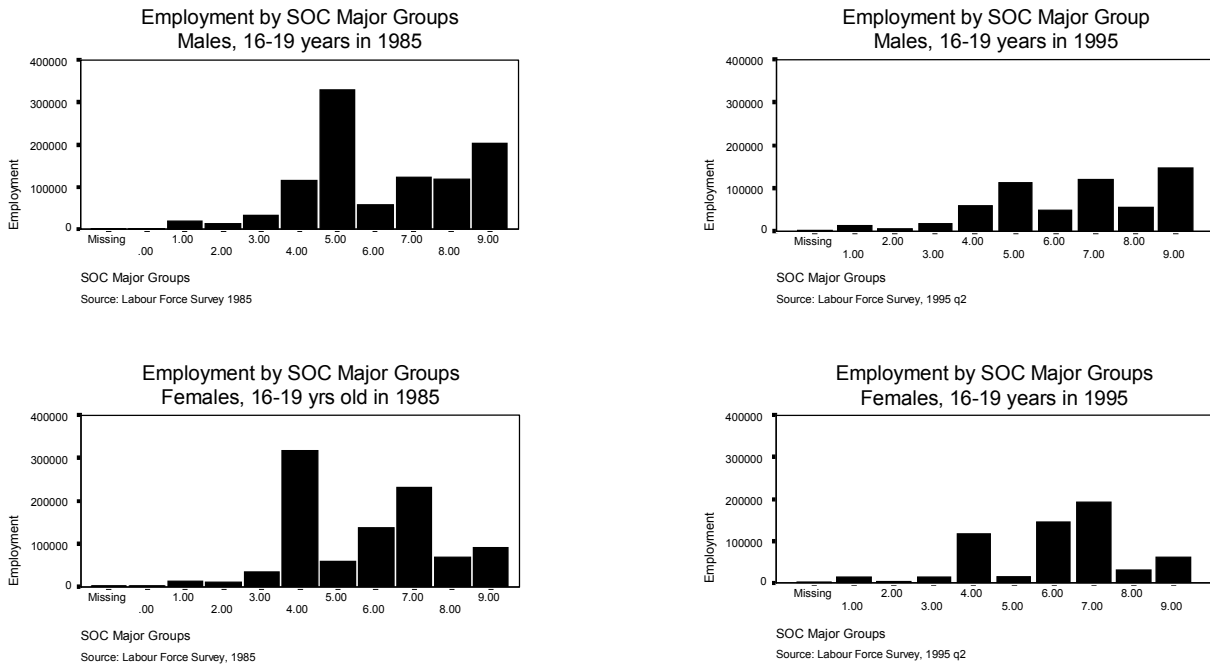 Employment by SOC Major Groups
Males, 16-19 years in 1985
400000
300000
200000
100000
0
Employment
Missing 1.00 3.00 5.00 7.00 9.00
.00 2.00 4.00 6.00 8.00
SOC Major Groups
Source: Labour Force Survey 1985
Employment by SOC Major Group
Males, 16-19 years in 1995
400000
300000
200000
100000
0
Employment
Missing 2.00 4.00 6.00 8.00
1.00 3.00 5.00 7.00 9.00
SOC Major Groups
Source: Labour Force Survey, 1995 q2
Employment by SOC Major Groups
Females, 16-19 yrs old in 1985
400000
300000
200000
100000
0
Employment
Missing 1.00 3.00 5.00 7.00 9.00
.00 2.00 4.00 6.00 8.00
SOC Major Groups
Source: Labour Force Survey, 1985
Employment by SOC Major Groups
Females, 16-19 years in 1995
400000
300000
200000
100000
0
Employment
Missing 2.00 4.00 6.00 8.00
1.00 3.00 5.00 7.00 9.00
SOC Major Groups
Source: Labour Force Survey, 1995 q2